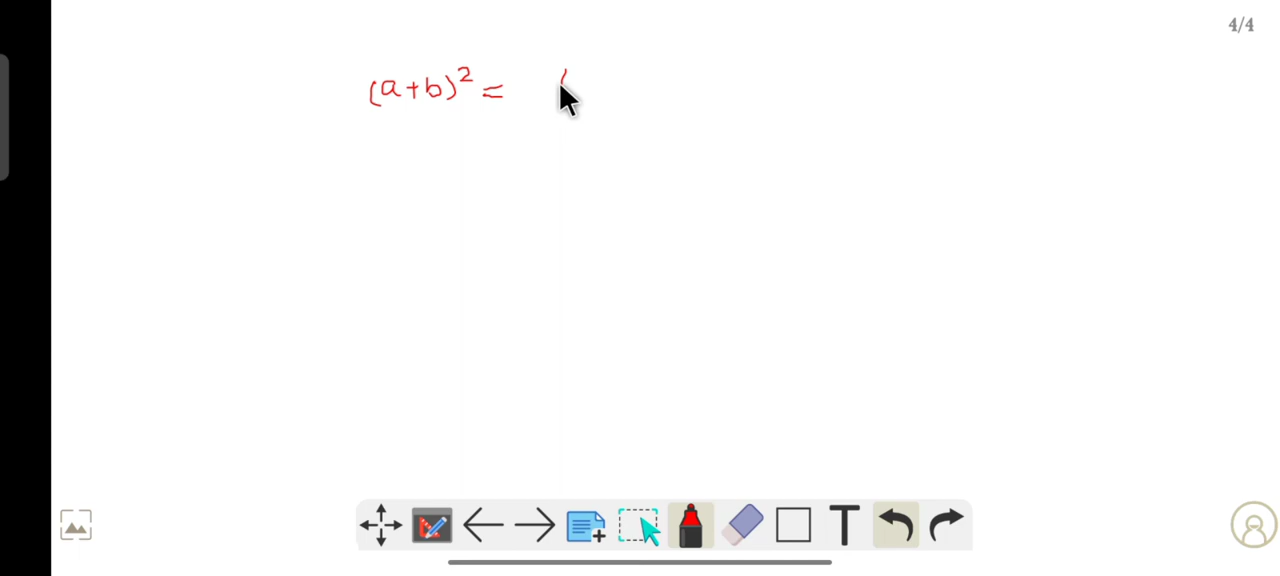 4/4
(a+b)² =
T